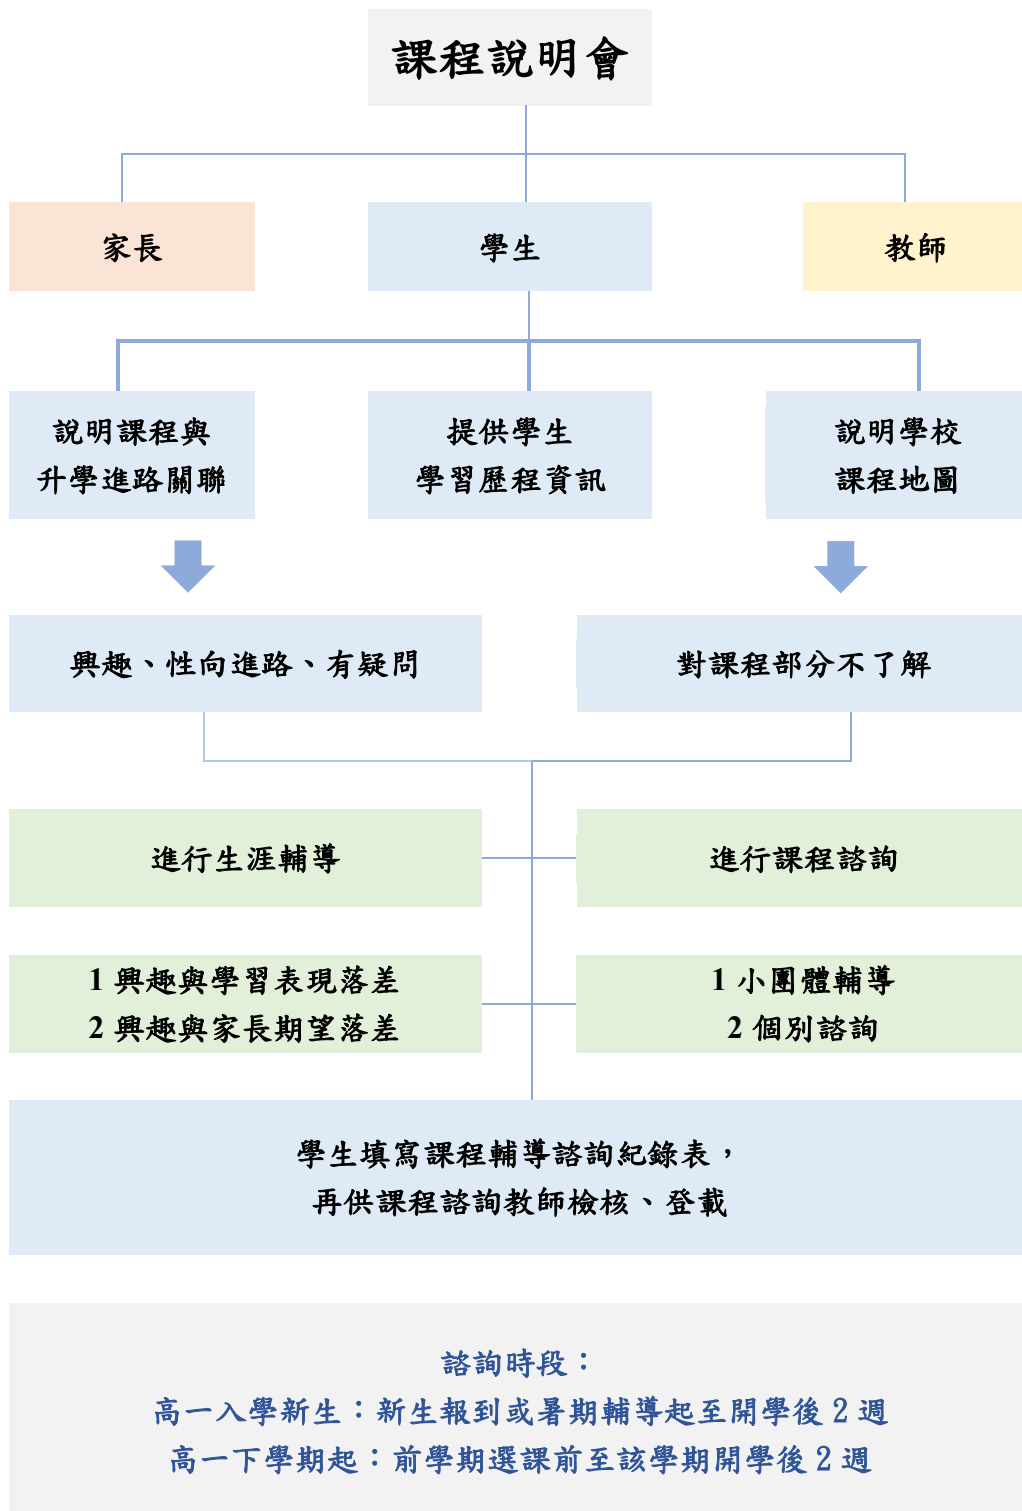 課程說明會
家長
學生
教師
說明課程與
升學進路關聯
提供學生
學習歷程資訊
說明學校
課程地圖
興趣、性向進路、有疑問
對課程部分不了解
進行生涯輔導
進行課程諮詢
1 興趣與學習表現落差
2 興趣與家長期望落差
1 小團體輔導
2 個別諮詢
學生填寫課程輔導諮詢紀錄表，
再供課程諮詢教師檢核、登載
諮詢時段：
高一入學新生：新生報到或暑期輔導起至開學後 2 週
高一下學期起：前學期選課前至該學期開學後 2 週